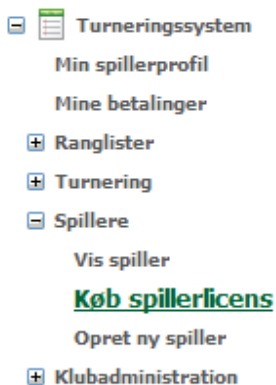 Turneringssystem
Min spillerprofil
Mine betalinger
Ranglister
Turnering
Spillere
Vis spiller
Køb spillerlicens
Opret ny spiller
Klubadministration